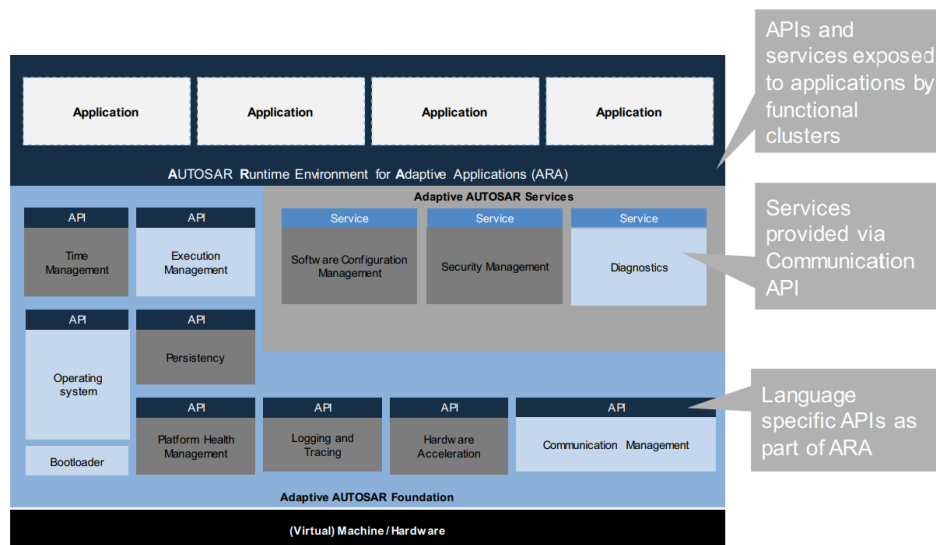 APIs and
services exposed
to applications by
functional
clusters
Application
Application
Application
Application
AUTOSAR Runtime Environment for Adaptive Applications (ARA)
Adaptive AUTOSAR Services
API
Time
Management
API
Execution
Management
Service
Software Configuration
Management
Service
Security Management
Service
Diagnostics
Services
provided via
Communication
API
API
Operating
system
API
Persistency
Bootloader
API
Platform Health
Management
API
Logging and
Tracing
API
Hardware
Acceleration
API
Communication Management
Language
specific APIs as
part of ARA
Adaptive AUTOSAR Foundation
(Virtual) Machine / Hardware